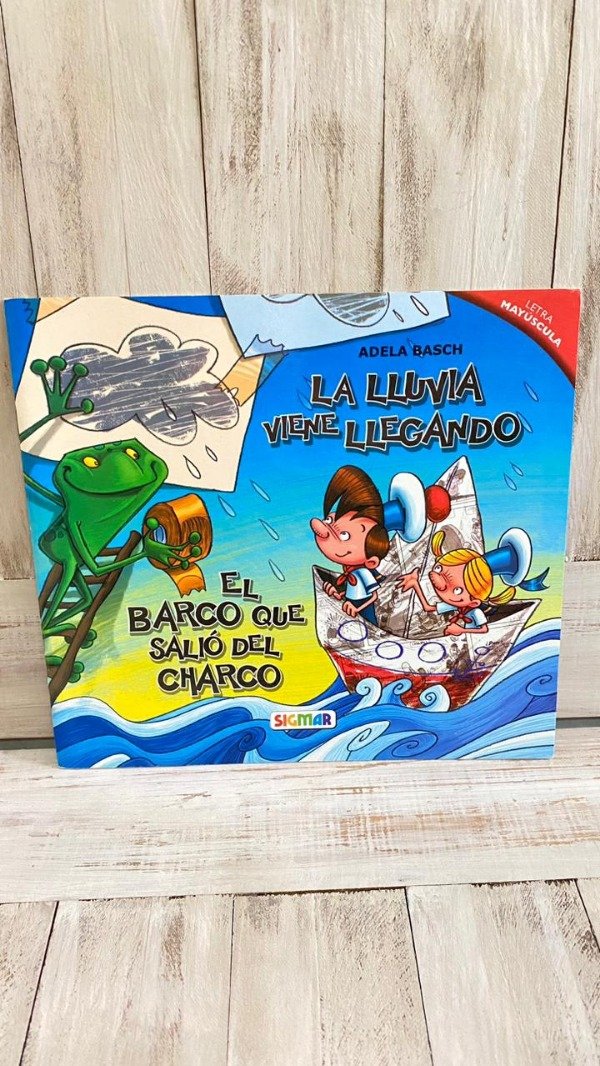 LETRA
MAYÚSCULA
ADELA BASCH
LA LLUVIA
VIENE LLEGANDO
EL
BARCO QUE
SALIÓ DEL
CHARCO
SIGMAR